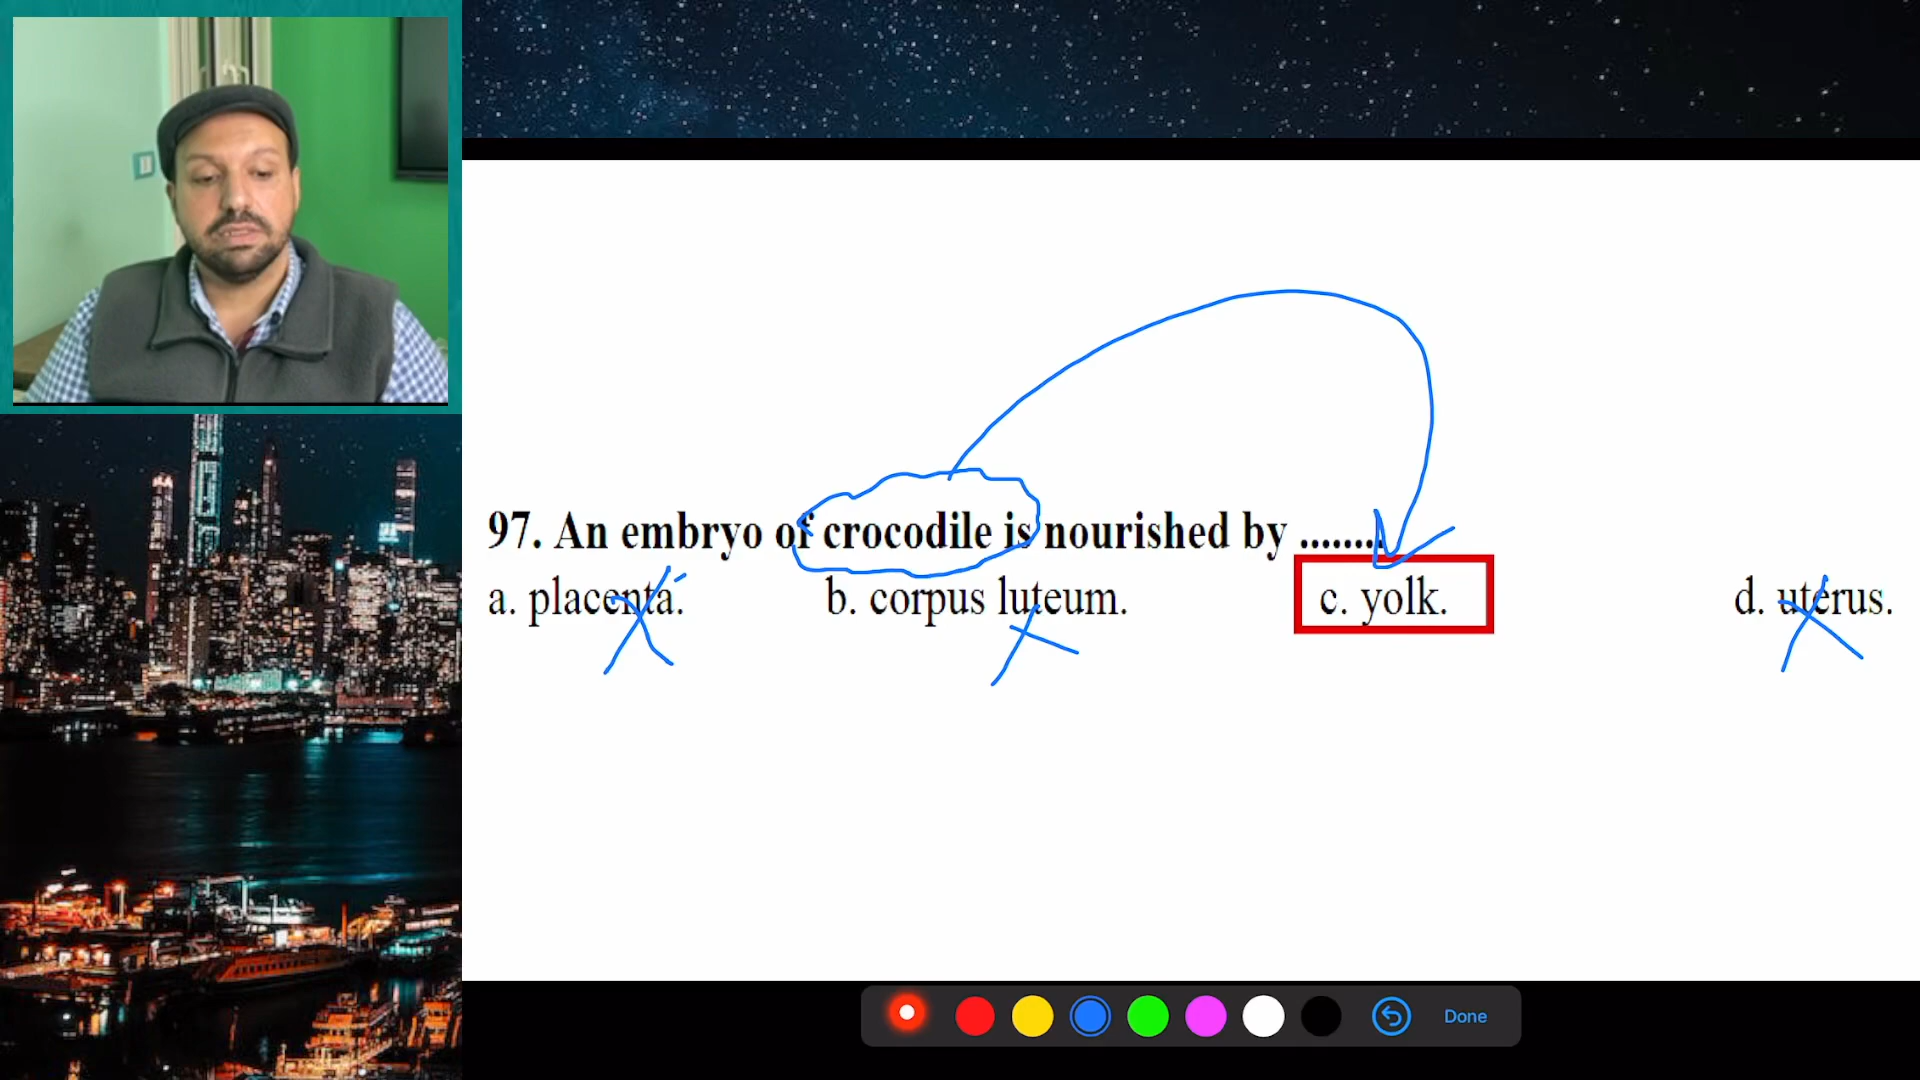 97. An embryo of crocodile is nourished by ........
a. placenta. b. corpus luteum. c. yolk. d. uterus.
Done